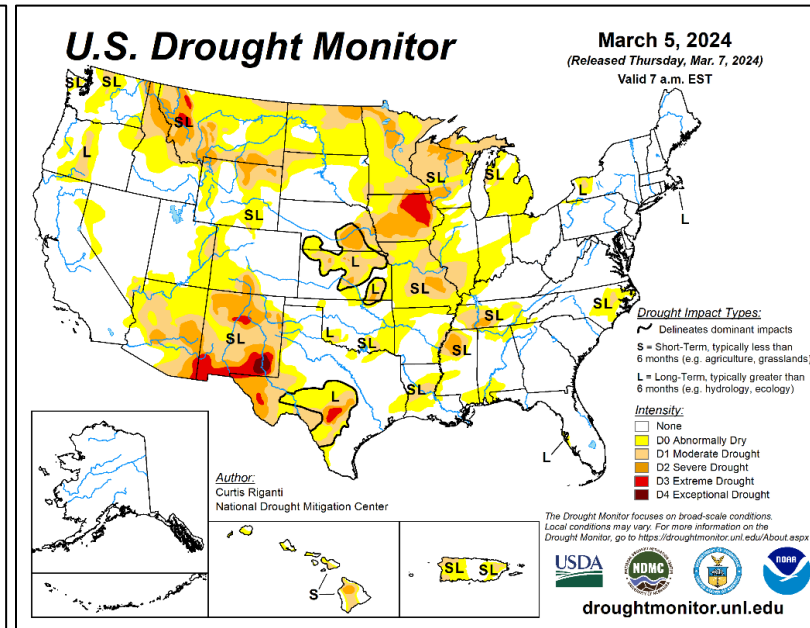 U.S. Drought Monitor
March 5, 2024
(Released Thursday, Mar. 7, 2024)
Valid 7 a.m. EST
SL
SL
SL
L
SL
SL
SL
L
L
L
L
SL
SL
SL
SL
SL
L
SL
L
SL
L
S
SL
SL
Drought Impact Types:
Delineates dominant impacts
S = Short-Term, typically less than
6 months (e.g. agriculture, grasslands)
L = Long-Term, typically greater than
6 months (e.g. hydrology, ecology)
Intensity:
None
D0 Abnormally Dry
D1 Moderate Drought
D2 Severe Drought
D3 Extreme Drought
D4 Exceptional Drought
Author:
Curtis Riganti
National Drought Mitigation Center
The Drought Monitor focuses on broad-scale conditions.
Local conditions may vary. For more information on the
Drought Monitor, go to https://droughtmonitor.unl.edu/About.aspx
USDA
NDMC
NOAA
droughtmonitor.unl.edu